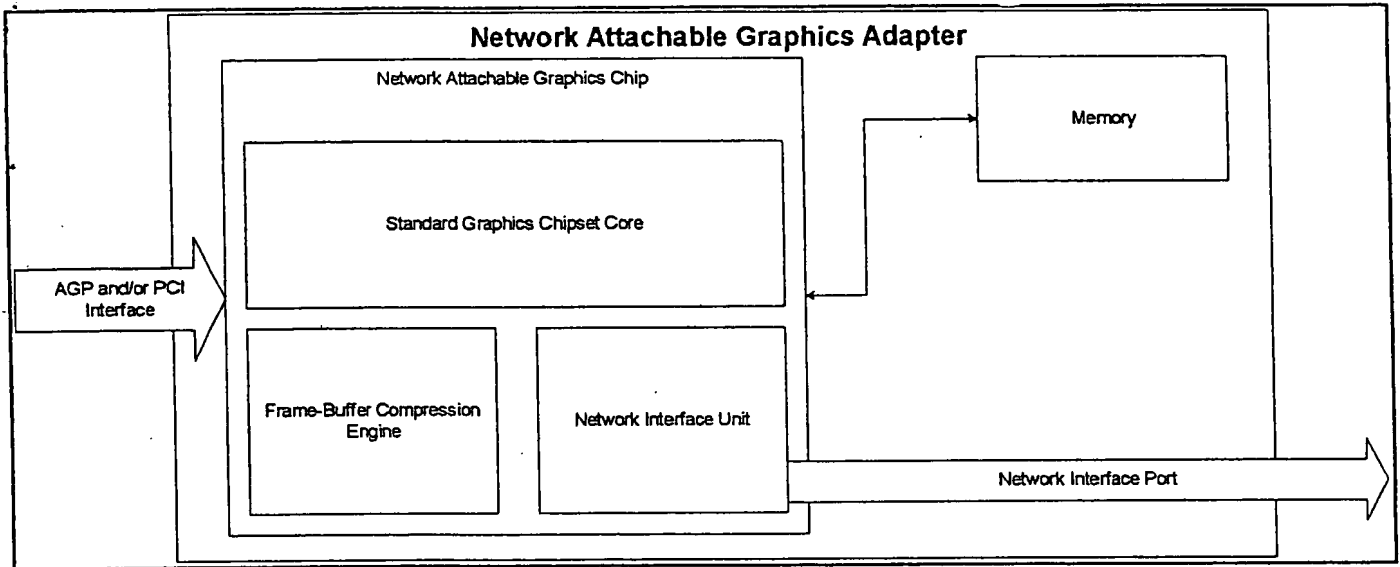 Network Attachable Graphics Adapter
Network Attachable Graphics Chip
Memory
Standard Graphics Chipset Core
AGP and/or PCI
Interface
Frame-Buffer Compression
Engine
Network Interface Unit
Network Interface Port